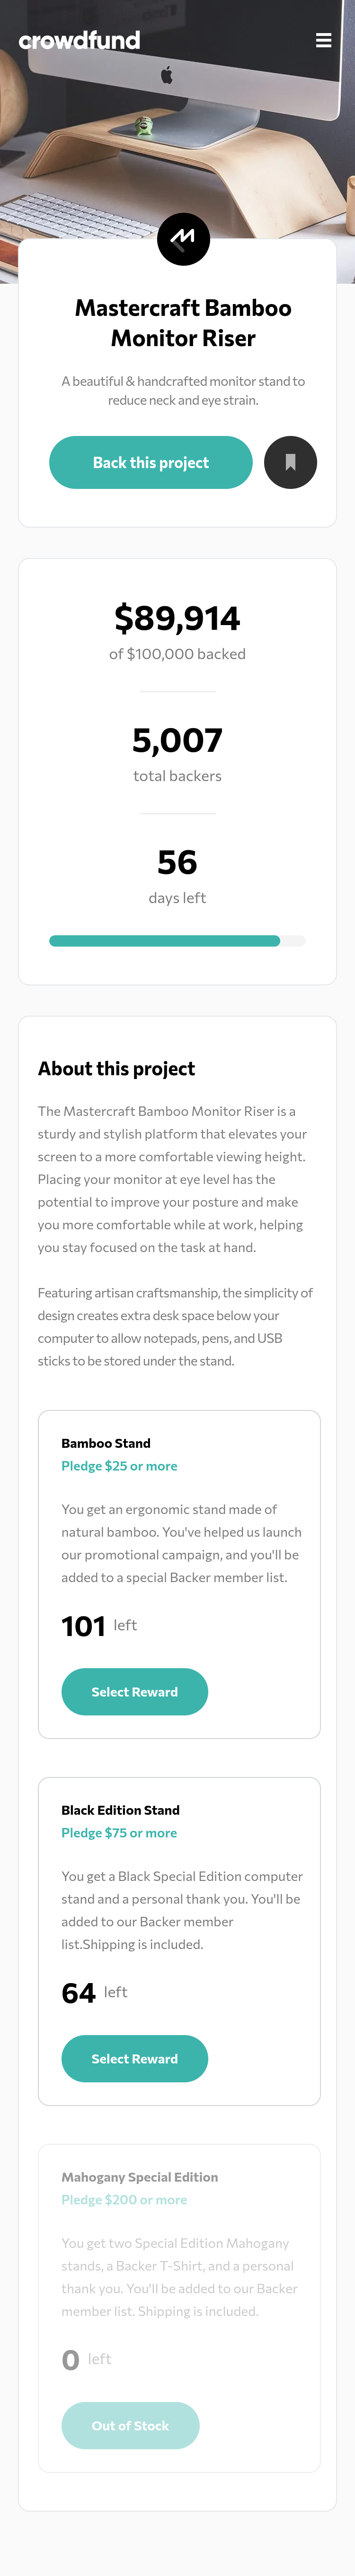 crowdfund
Mastercraft Bamboo
Monitor Riser
A beautiful & handcrafted monitor stand to
reduce neck and eye strain.
Back this project
$89,914
of $100,000 backed
5,007
total backers
56
days left
About this project
The Mastercraft Bamboo Monitor Riser is a
sturdy and stylish platform that elevates your
screen to a more comfortable viewing height.
Placing your monitor at eye level has the
potential to improve your posture and make
you more comfortable while at work, helping
you stay focused on the task at hand.
Featuring artisan craftsmanship, the simplicity of
design creates extra desk space below your
computer to allow notepads, pens, and USB
sticks to be stored under the stand.
Bamboo Stand
Pledge $25 or more
You get an ergonomic stand made of
natural bamboo. You've helped us launch
our promotional campaign, and you'll be
added to a special Backer member list.
101 left
Select Reward
Black Edition Stand
Pledge $75 or more
You get a Black Special Edition computer
stand and a personal thank you. You'll be
added to our Backer member
list.Shipping is included.
64 left
Select Reward
Mahogany Special Edition
Pledge $200 or more
You get two Special Edition Mahogany
stands, a Backer T-Shirt, and a personal
thank you. You'll be added to our Backer
member list. Shipping is included.
0 left
Out of Stock